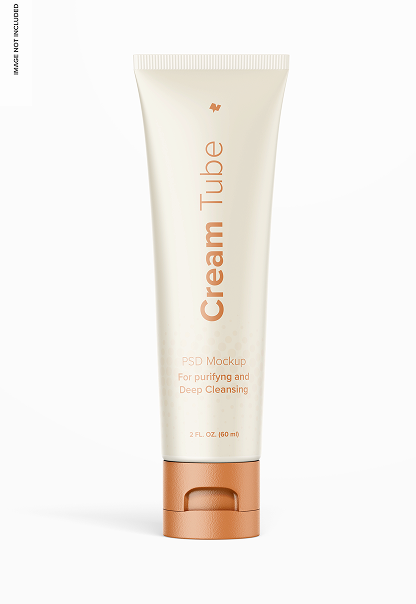 IMAGE NOT INCLUDED
Cream Tube
PSD Mockup
For purifyng and
Deep Cleansing
2 FL. OZ. (60 ml)